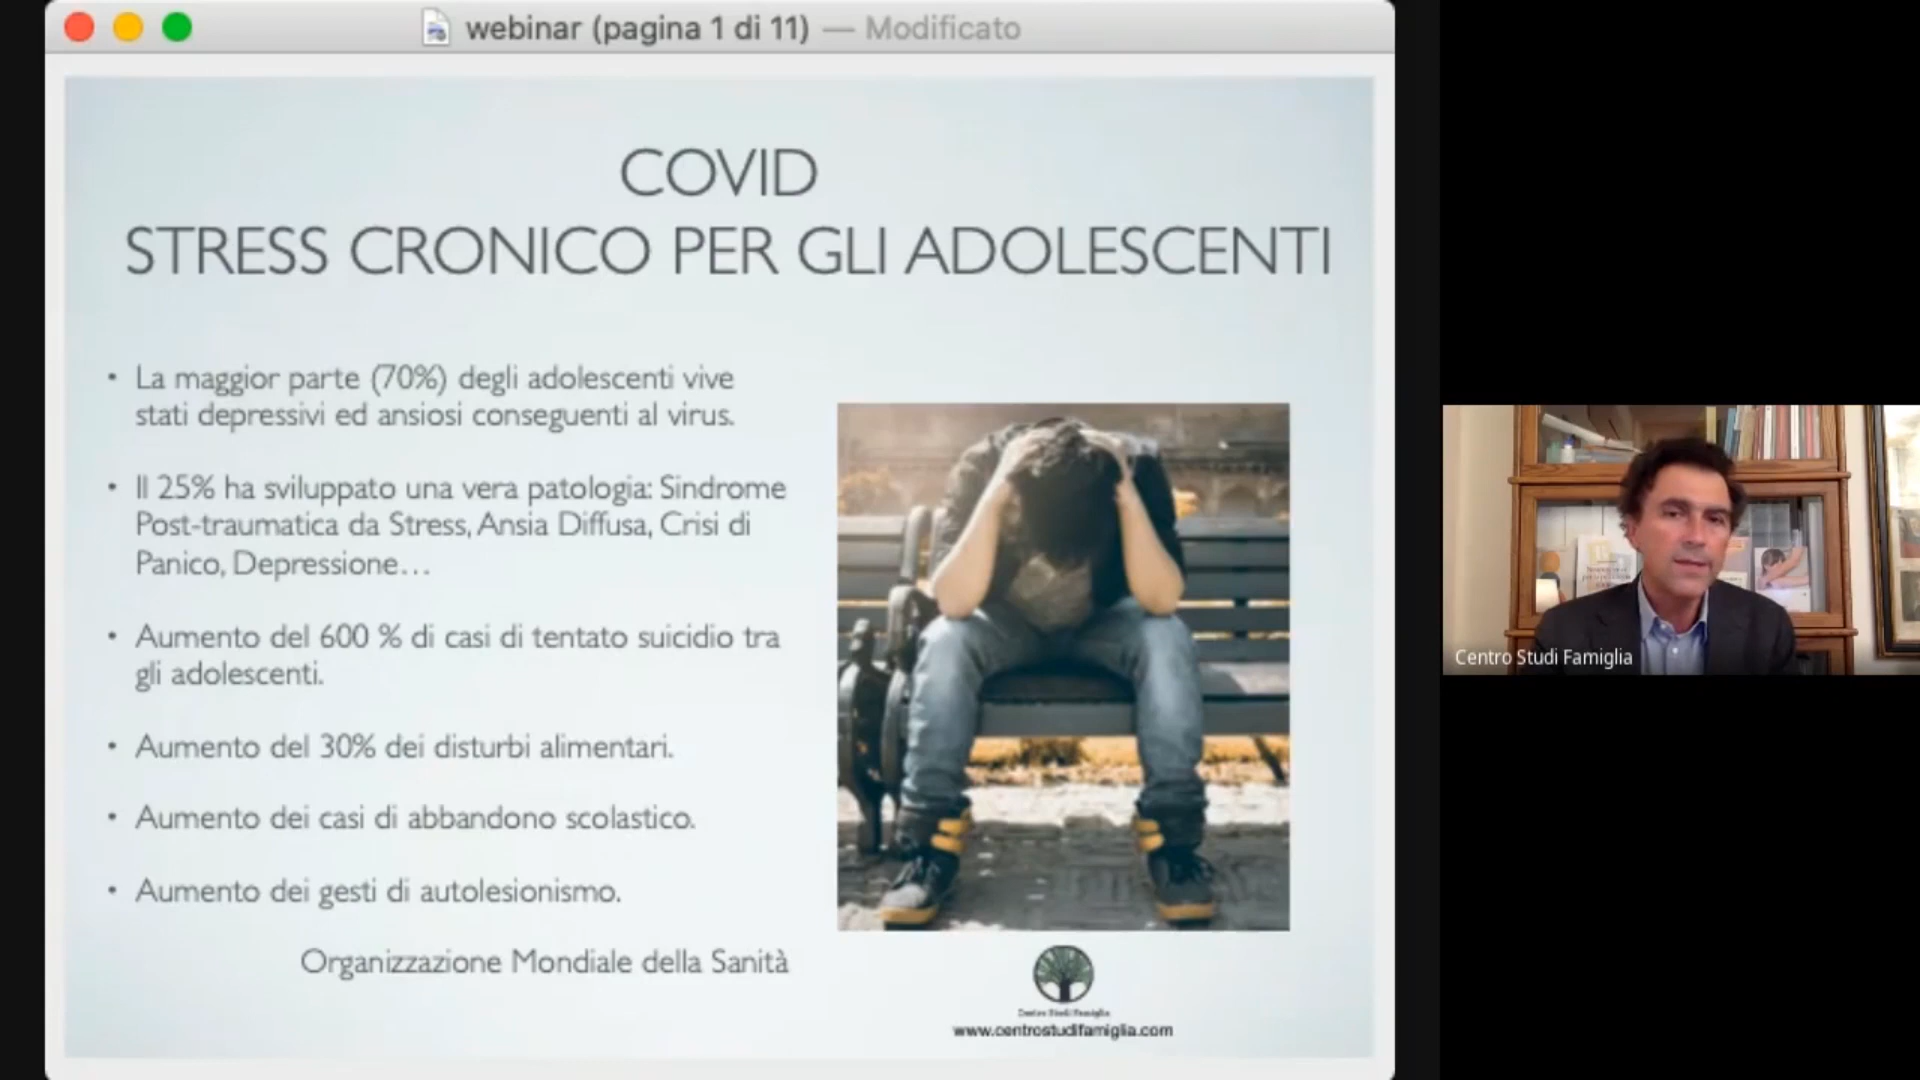 webinar (pagina 1 di 11) — Modificato
COVID
STRESS CRONICO PER GLI ADOLESCENTI
• La maggior parte (70%) degli adolescenti vive
stati depressivi ed ansiosi conseguenti al virus.
• Il 25% ha sviluppato una vera patologia: Sindrome
Post-traumatica da Stress, Ansia Diffusa, Crisi di
Panico, Depressione…
• Aumento del 600 % di casi di tentato suicidio tra
gli adolescenti.
• Aumento del 30% dei disturbi alimentari.
• Aumento dei casi di abbandono scolastico.
• Aumento dei gesti di autolesionismo.
Organizzazione Mondiale della Sanità
Centro Studi Famiglia
www.centrostudifamiglia.com
Centro Studi Famiglia